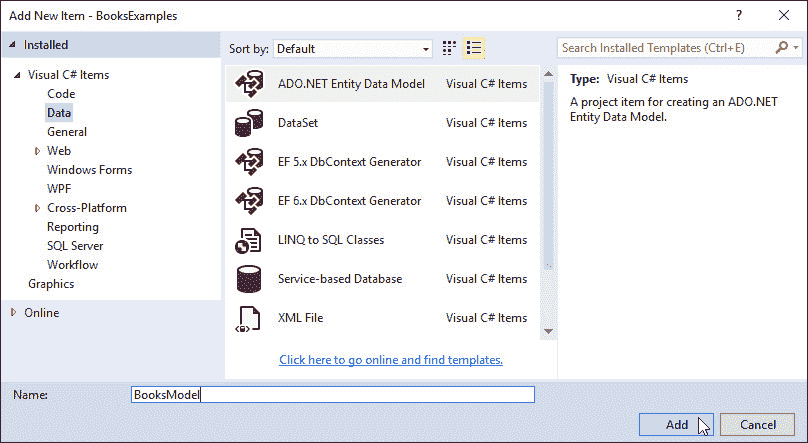 Add New Item - BooksExamples
?
Installed
Sort by: Default
Search Installed Templates (Ctrl+E)
Visual C# Items
Code
Data
General
Web
Windows Forms
WPF
Cross-Platform
Reporting
SQL Server
Workflow
Graphics
Online
ADO.NET Entity Data Model Visual C# Items
DataSet Visual C# Items
EF 5.x DbContext Generator Visual C# Items
EF 6.x DbContext Generator Visual C# Items
LINQ to SQL Classes Visual C# Items
Service-based Database Visual C# Items
XML File Visual C# Items
Click here to go online and find templates.
Type: Visual C# Items
A project item for creating an ADO.NET
Entity Data Model.
Name: BooksModel
Add Cancel